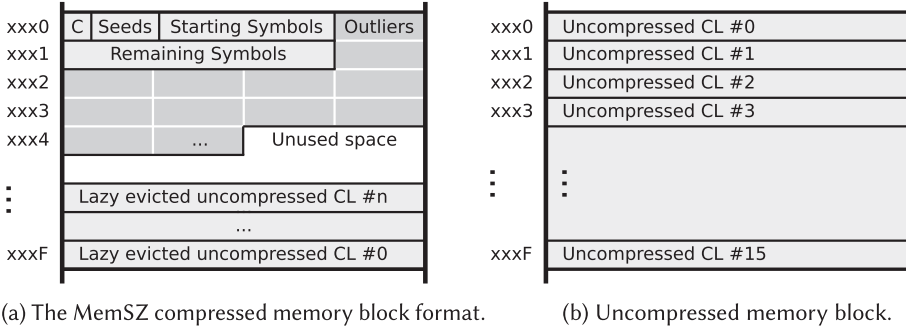 xxx0 C Seeds Starting Symbols Outliers
xxx1 Remaining Symbols
xxx2
xxx3
xxx4 ... Unused space
⋮
Lazy evicted uncompressed CL #n
...
xxxF Lazy evicted uncompressed CL #0
(a) The MemSZ compressed memory block format.
xxx0 Uncompressed CL #0
xxx1 Uncompressed CL #1
xxx2 Uncompressed CL #2
xxx3 Uncompressed CL #3
⋮ ⋮
xxxF Uncompressed CL #15
(b) Uncompressed memory block.